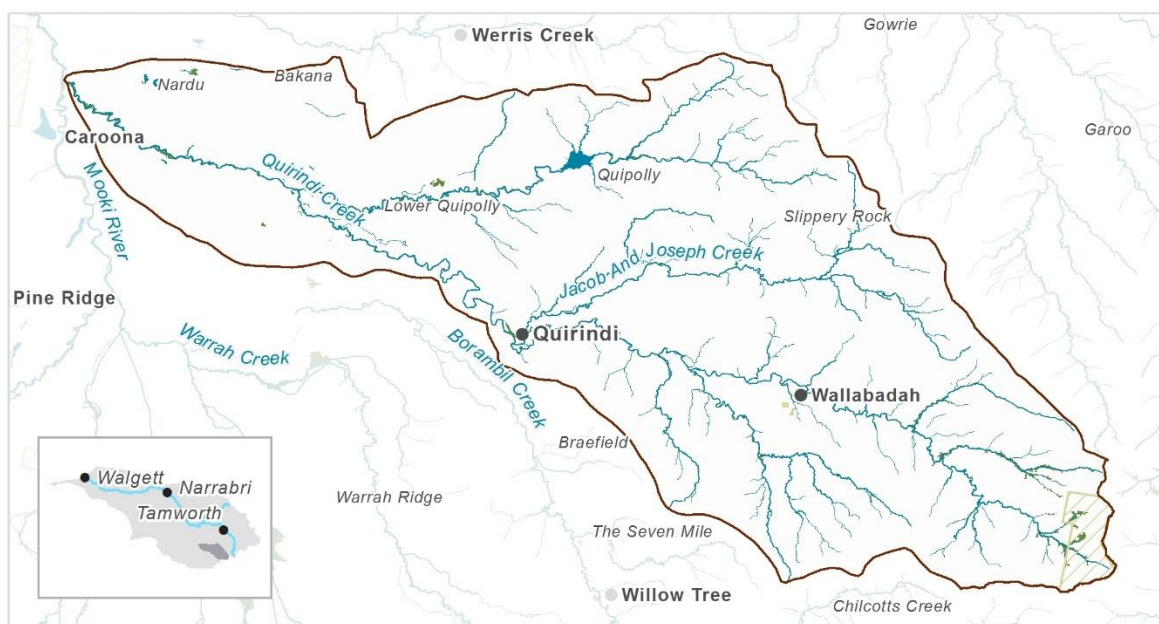 Gowrie
Werris Creek
Bakana
Nardu
Garoo
Caroona
Quirindi Creek
Quipolly
Mooki River
Lower Quipolly
Slippery Rock
Jacob And Joseph Creek
Pine Ridge
Quirindi
Warrah Creek
Borambil Creek
Wallabadah
Braefield
Walgett
Narrabri
Warrah Ridge
Tamworth
The Seven Mile
Willow Tree
Chilcotts Creek